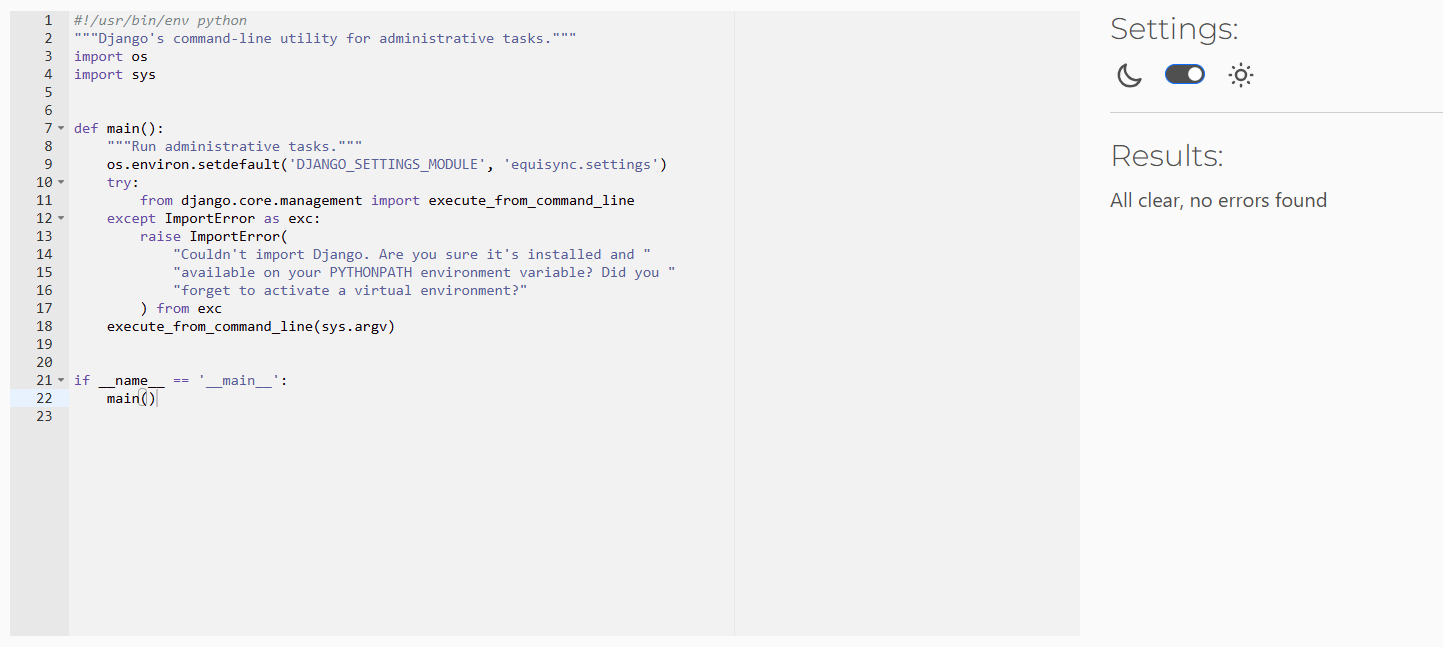 1 #!/usr/bin/env python
2 """Django's command-line utility for administrative tasks."""
3 import os
4 import sys
5
6
7 def main():
8     """Run administrative tasks."""
9     os.environ.setdefault('DJANGO_SETTINGS_MODULE', 'equisync.settings')
10     try:
11         from django.core.management import execute_from_command_line
12     except ImportError as exc:
13         raise ImportError(
14             "Couldn't import Django. Are you sure it's installed and "
15             "available on your PYTHONPATH environment variable? Did you "
16             "forget to activate a virtual environment?"
17         ) from exc
18     execute_from_command_line(sys.argv)
19
20
21 if __name__ == '__main__':
22     main()
23
Settings:
Results:
All clear, no errors found